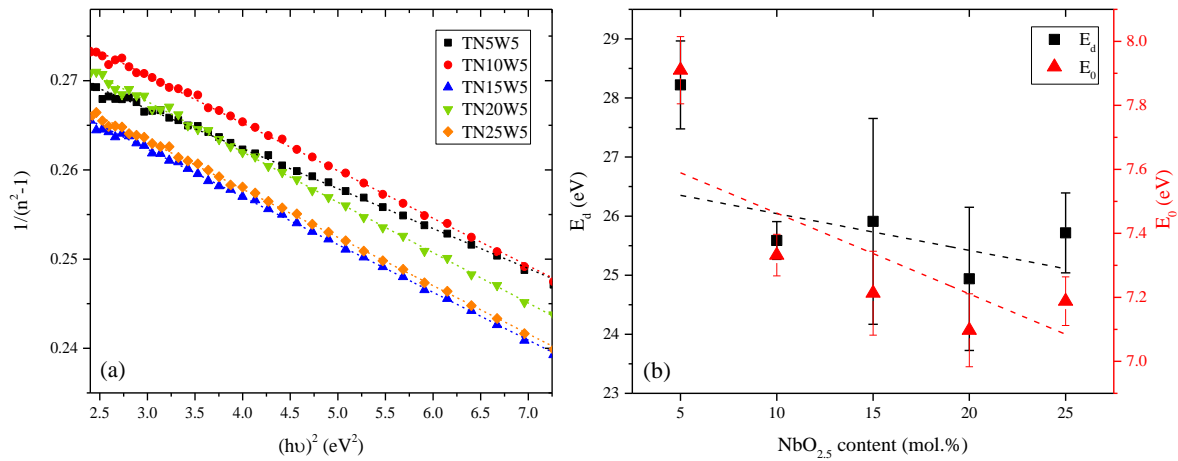 1/(n²-1)
0.27
0.26
0.25
0.24
TN5W5
TN10W5
TN15W5
TN20W5
TN25W5
(a)
2.5 3.0 3.5 4.0 4.5 5.0 5.5 6.0 6.5 7.0
(hυ)² (eV²)
E_d (eV)
29
28
27
26
25
24
23
E_d
E_0
(b)
5 10 15 20 25
NbO_2.5 content (mol.%)
8.0
7.8
7.6
7.4
7.2
7.0
E_0 (eV)